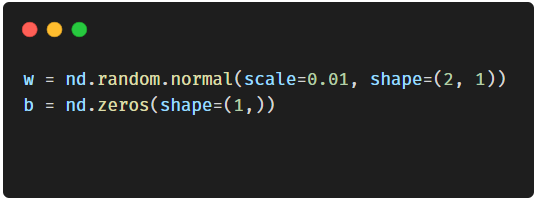 w = nd.random.normal(scale=0.01, shape=(2, 1))
b = nd.zeros(shape=(1,))